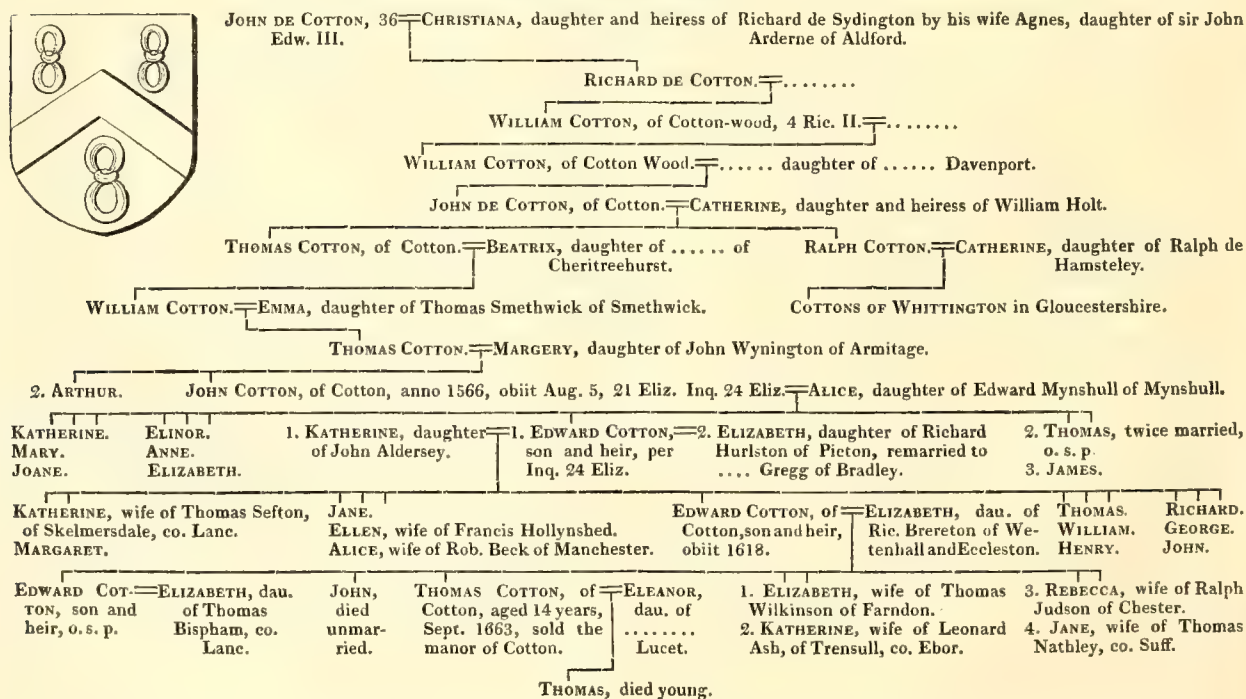 JOHN DE COTTON, 36 CHRISTIANA, daughter and heiress of Richard de Sydington by his wife Agnes, daughter of sir John
Edw. III. Arderne of Aldford.
RICHARD DE COTTON. ........
WILLIAM COTTON, of Cotton-wood, 4 Ric. II. ........
WILLIAM COTTON, of Cotton Wood. ...... daughter of ...... Davenport.
JOHN DE COTTON, of Cotton. CATHERINE, daughter and heiress of William Holt.
THOMAS COTTON, of Cotton. BEATRIX, daughter of ...... of
Cheritreehurst.
RALPH COTTON. CATHERINE, daughter of Ralph de
Hamsteley.
WILLIAM COTTON. EMMA, daughter of Thomas Smethwick of Smethwick.
COTTONS OF WHITTINGTON in Gloucestershire.
THOMAS COTTON. MARGERY, daughter of John Wynington of Armitage.
2. ARTHUR. JOHN COTTON, of Cotton, anno 1566, obiit Aug. 5, 21 Eliz. Inq. 24 Eliz. ALICE, daughter of Edward Mynshull of Mynshull.
KATHERINE.
MARY.
JOANE.
ELINOR.
ANNE.
ELIZABETH.
1. KATHERINE, daughter
of John Aldersey.
1. EDWARD COTTON,
son and heir, per
Inq. 24 Eliz.
2. ELIZABETH, daughter of Richard
Hurlston of Picton, remarried to
.... Gregg of Bradley.
2. THOMAS, twice married,
o. s. p.
3. JAMES.
KATHERINE, wife of Thomas Sefton,
of Skelmersdale, co. Lanc.
MARGARET.
JANE.
ELLEN, wife of Francis Hollynshed.
ALICE, wife of Rob. Beck of Manchester.
EDWARD COTTON, of
Cotton, son and heir,
obiit 1618.
ELIZABETH, dau. of
Ric. Brereton of We-
tenhall and Eccleston.
THOMAS.
WILLIAM.
HENRY.
RICHARD.
GEORGE.
JOHN.
EDWARD COT-
TON, son and
heir, o. s. p.
ELIZABETH, dau.
of Thomas
Bispham, co.
Lanc.
JOHN,
died
unmar-
ried.
THOMAS COTTON, of
Cotton, aged 14 years,
Sept. 1663, sold the
manor of Cotton.
ELEANOR,
dau. of
........
Lucet.
1. ELIZABETH, wife of Thomas
Wilkinson of Farndon.
2. KATHERINE, wife of Leonard
Ash, of Trensull, co. Ebor.
3. REBECCA, wife of Ralph
Judson of Chester.
4. JANE, wife of Thomas
Nathley, co. Suff.
THOMAS, died young.